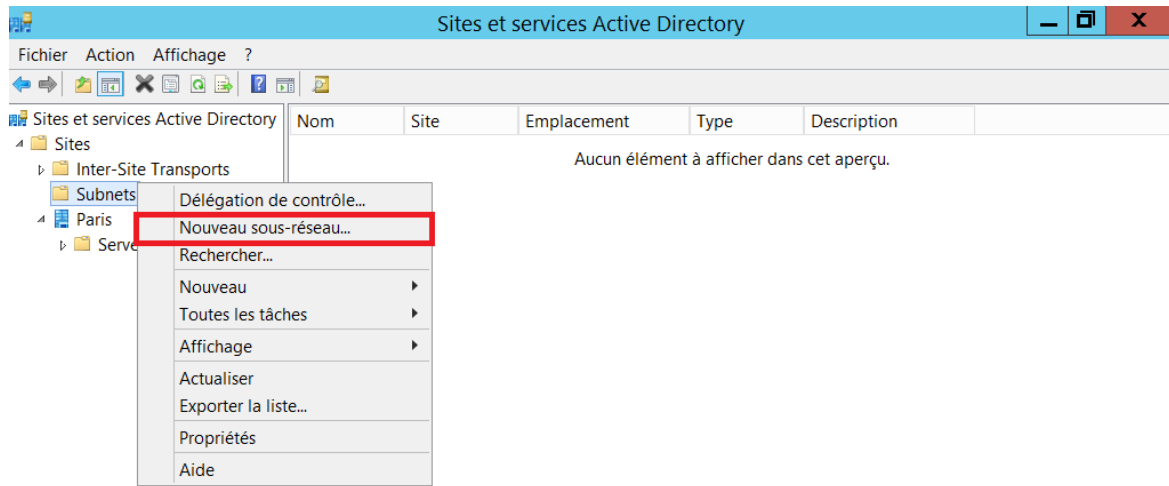 Sites et services Active Directory
X
Fichier Action Affichage ?
?
Sites et services Active Directory
Nom Site Emplacement Type Description
Sites
Inter-Site Transports
Subnets
Paris
Serve
Aucun élément à afficher dans cet aperçu.
Délégation de contrôle...
Nouveau sous-réseau...
Rechercher...
Nouveau
Toutes les tâches
Affichage
Actualiser
Exporter la liste...
Propriétés
Aide